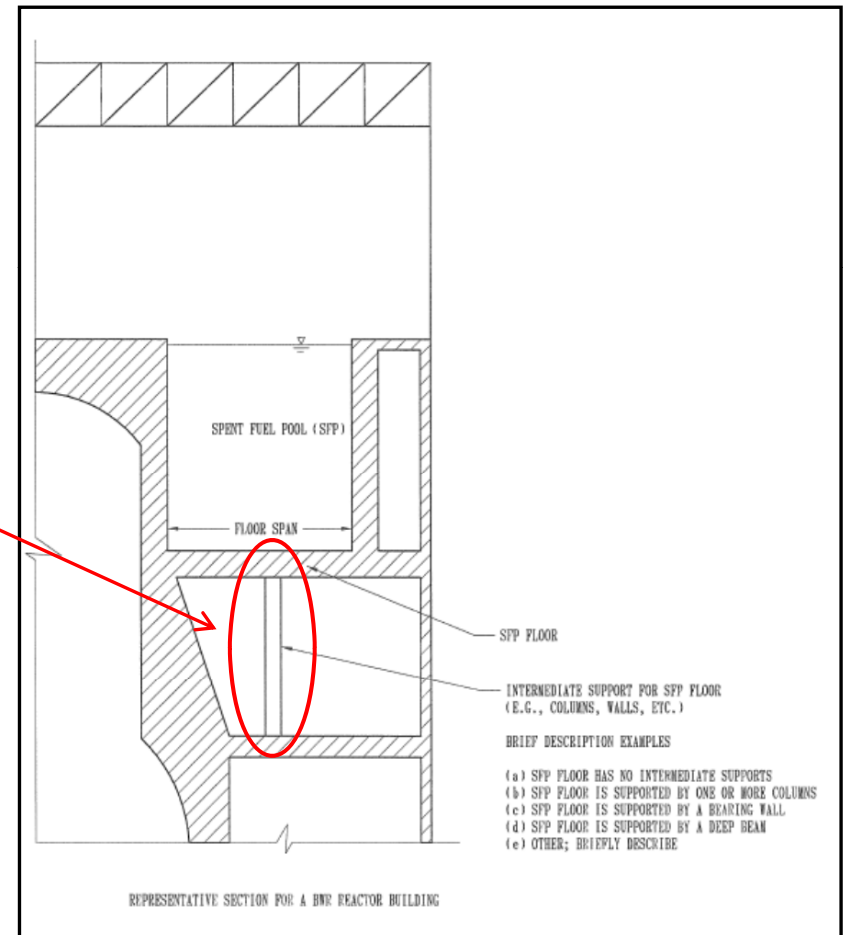 SPENT FUEL POOL (SFP)
FLOOR SPAN
SFP FLOOR
INTERMEDIATE SUPPORT FOR SFP FLOOR
(E.G., COLUMNS, WALLS, ETC.)
BRIEF DESCRIPTION EXAMPLES
(a) SFP FLOOR HAS NO INTERMEDIATE SUPPORTS
(b) SFP FLOOR IS SUPPORTED BY ONE OR MORE COLUMNS
(c) SFP FLOOR IS SUPPORTED BY A BEARING WALL
(d) SFP FLOOR IS SUPPORTED BY A DEEP BEAM
(e) OTHER; BRIEFLY DESCRIBE
REPRESENTATIVE SECTION FOR A BWR REACTOR BUILDING